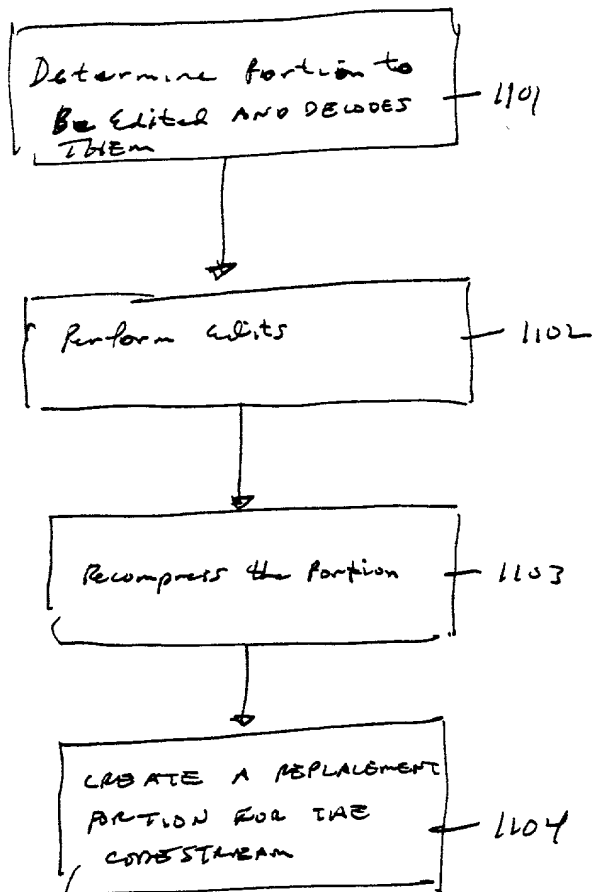 Determine Portion to
Be Edited AND DECODES
THEM
1101
Perform edits
1102
Recompress the Portion
1103
CREATE A REPLACEMENT
PORTION FOR THE
CODESTREAM
1104